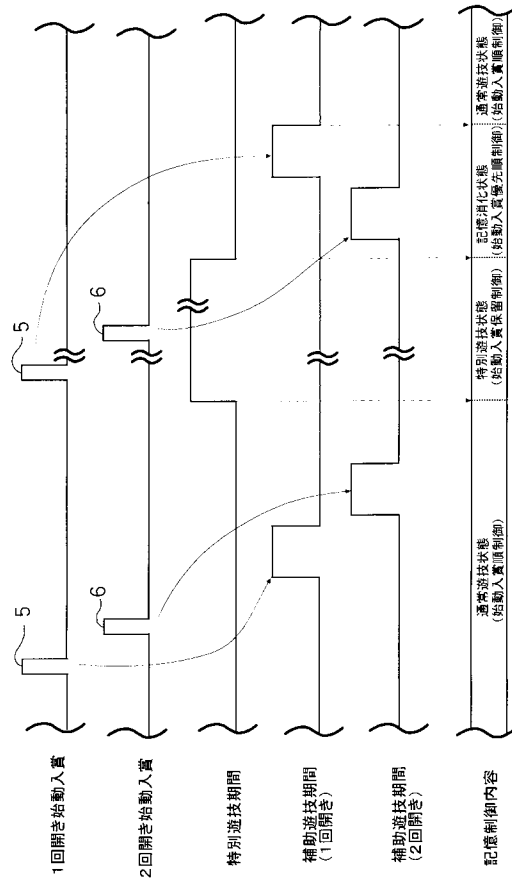 1回開き始動入賞
5
5
2回開き始動入賞
6
6
特別遊技期間
補助遊技期間
(1回開き)
補助遊技期間
(2回開き)
記憶制御内容
通常遊技状態
(始動入賞順制御)
特別遊技状態
(始動入賞保留制御)
記憶消化状態
(始動入賞優先順制御)
通常遊技状態
(始動入賞順制御)